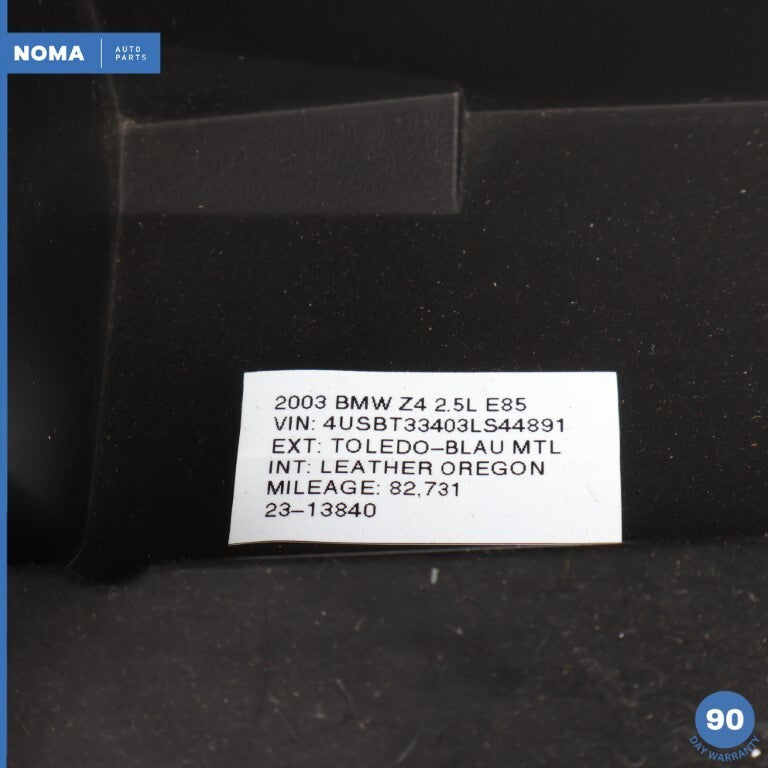 NOMA AUTO
PARTS
2003 BMW Z4 2.5L E85
VIN: 4USBT33403LS44891
EXT: TOLEDO-BLAU MTL
INT: LEATHER OREGON
MILEAGE: 82,731
23-13840
90
DAY WARRANTY